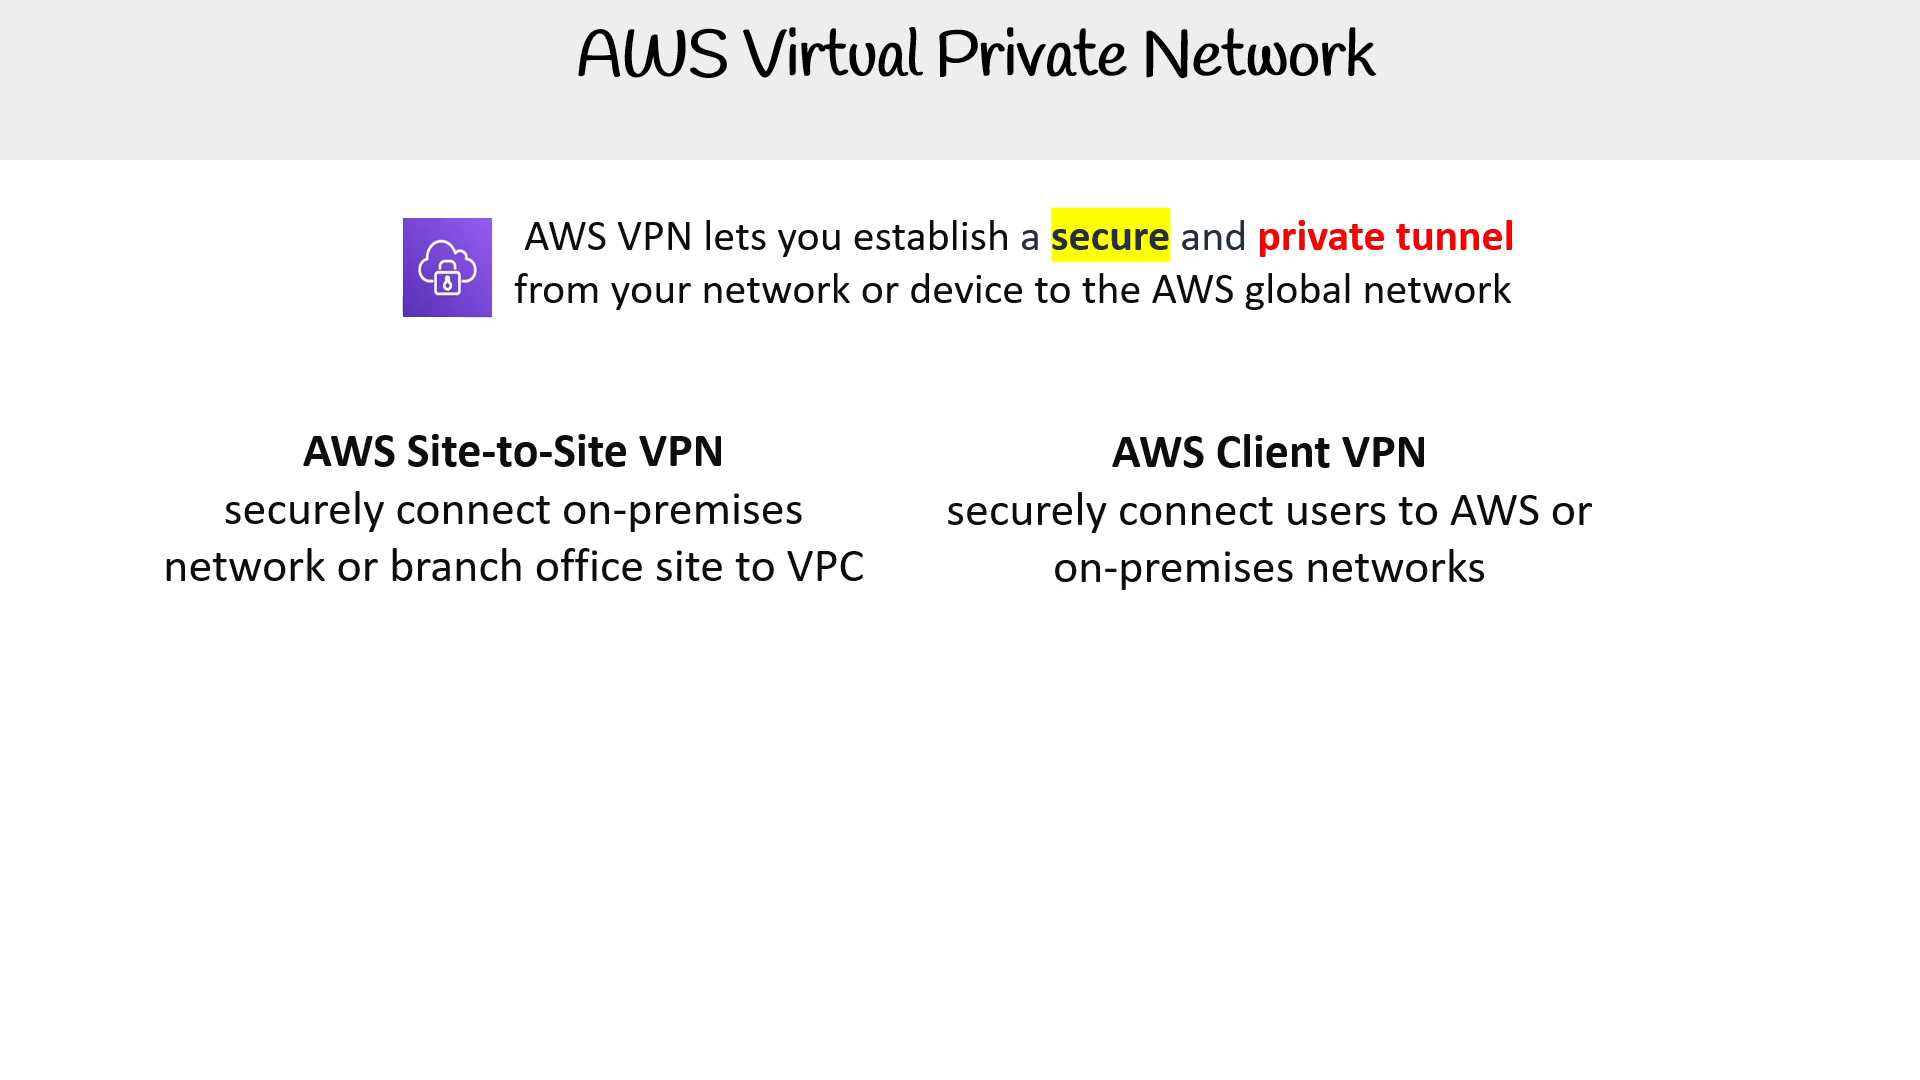 AWS Virtual Private Network
AWS VPN lets you establish a secure and private tunnel
from your network or device to the AWS global network
AWS Site-to-Site VPN
securely connect on-premises
network or branch office site to VPC
AWS Client VPN
securely connect users to AWS or
on-premises networks